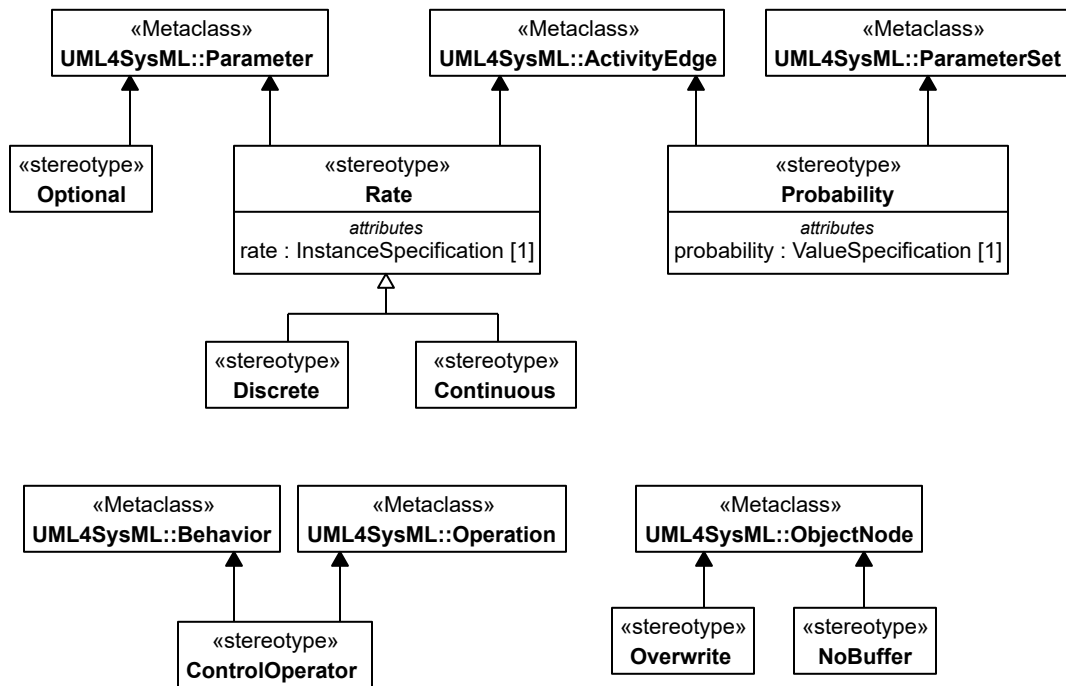 «Metaclass»
UML4SysML::Parameter
«Metaclass»
UML4SysML::ActivityEdge
«Metaclass»
UML4SysML::ParameterSet
«stereotype»
Optional
«stereotype»
Rate
attributes
rate : InstanceSpecification [1]
«stereotype»
Probability
attributes
probability : ValueSpecification [1]
«stereotype»
Discrete
«stereotype»
Continuous
«Metaclass»
UML4SysML::Behavior
«Metaclass»
UML4SysML::Operation
«Metaclass»
UML4SysML::ObjectNode
«stereotype»
ControlOperator
«stereotype»
Overwrite
«stereotype»
NoBuffer